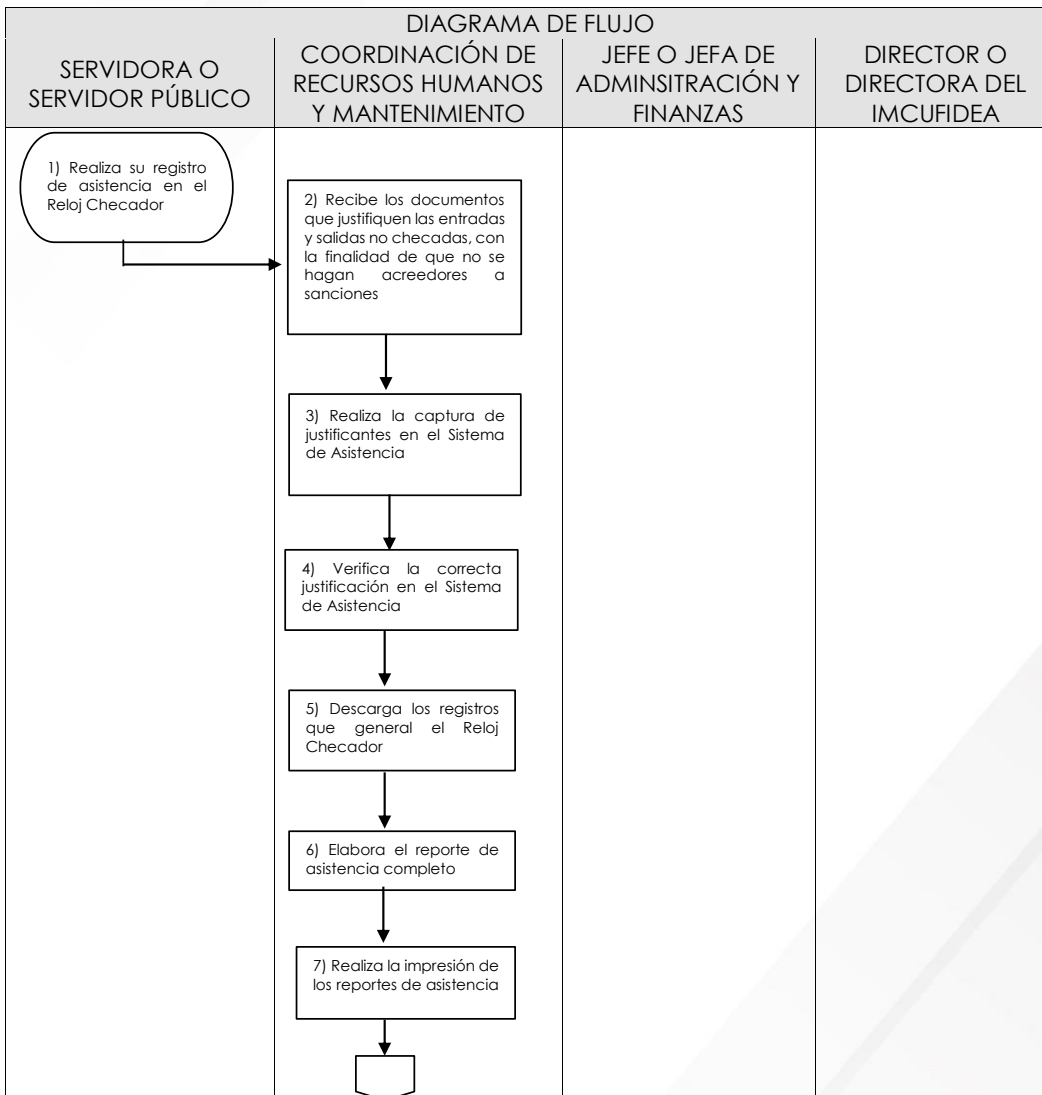 DIAGRAMA DE FLUJO
SERVIDORA O
SERVIDOR PÚBLICO
COORDINACIÓN DE
RECURSOS HUMANOS
Y MANTENIMIENTO
JEFE O JEFA DE
ADMINSITRACIÓN Y
FINANZAS
DIRECTOR O
DIRECTORA DEL
IMCUFIDEA
1) Realiza su registro
de asistencia en el
Reloj Checador
2) Recibe los documentos
que justifiquen las entradas
y salidas no checadas, con
la finalidad de que no se
hagan acreedores a
sanciones
3) Realiza la captura de
justificantes en el Sistema
de Asistencia
4) Verifica la correcta
justificación en el Sistema
de Asistencia
5) Descarga los registros
que general el Reloj
Checador
6) Elabora el reporte de
asistencia completo
7) Realiza la impresión de
los reportes de asistencia